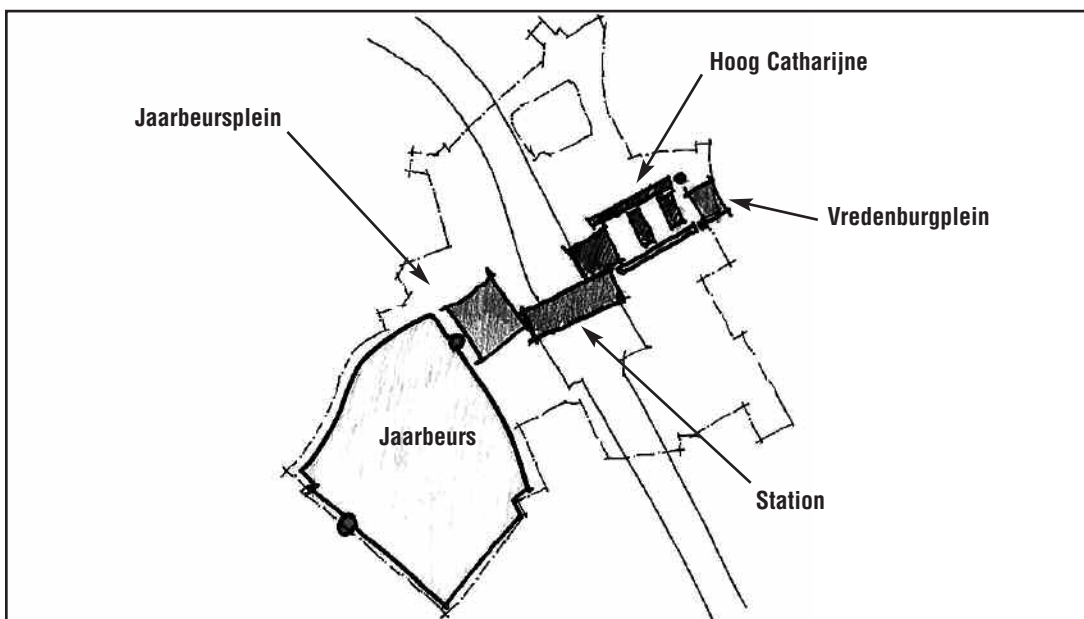 Hoog Catharijne
Jaarbeursplein
Vredenburgplein
Jaarbeurs
Station